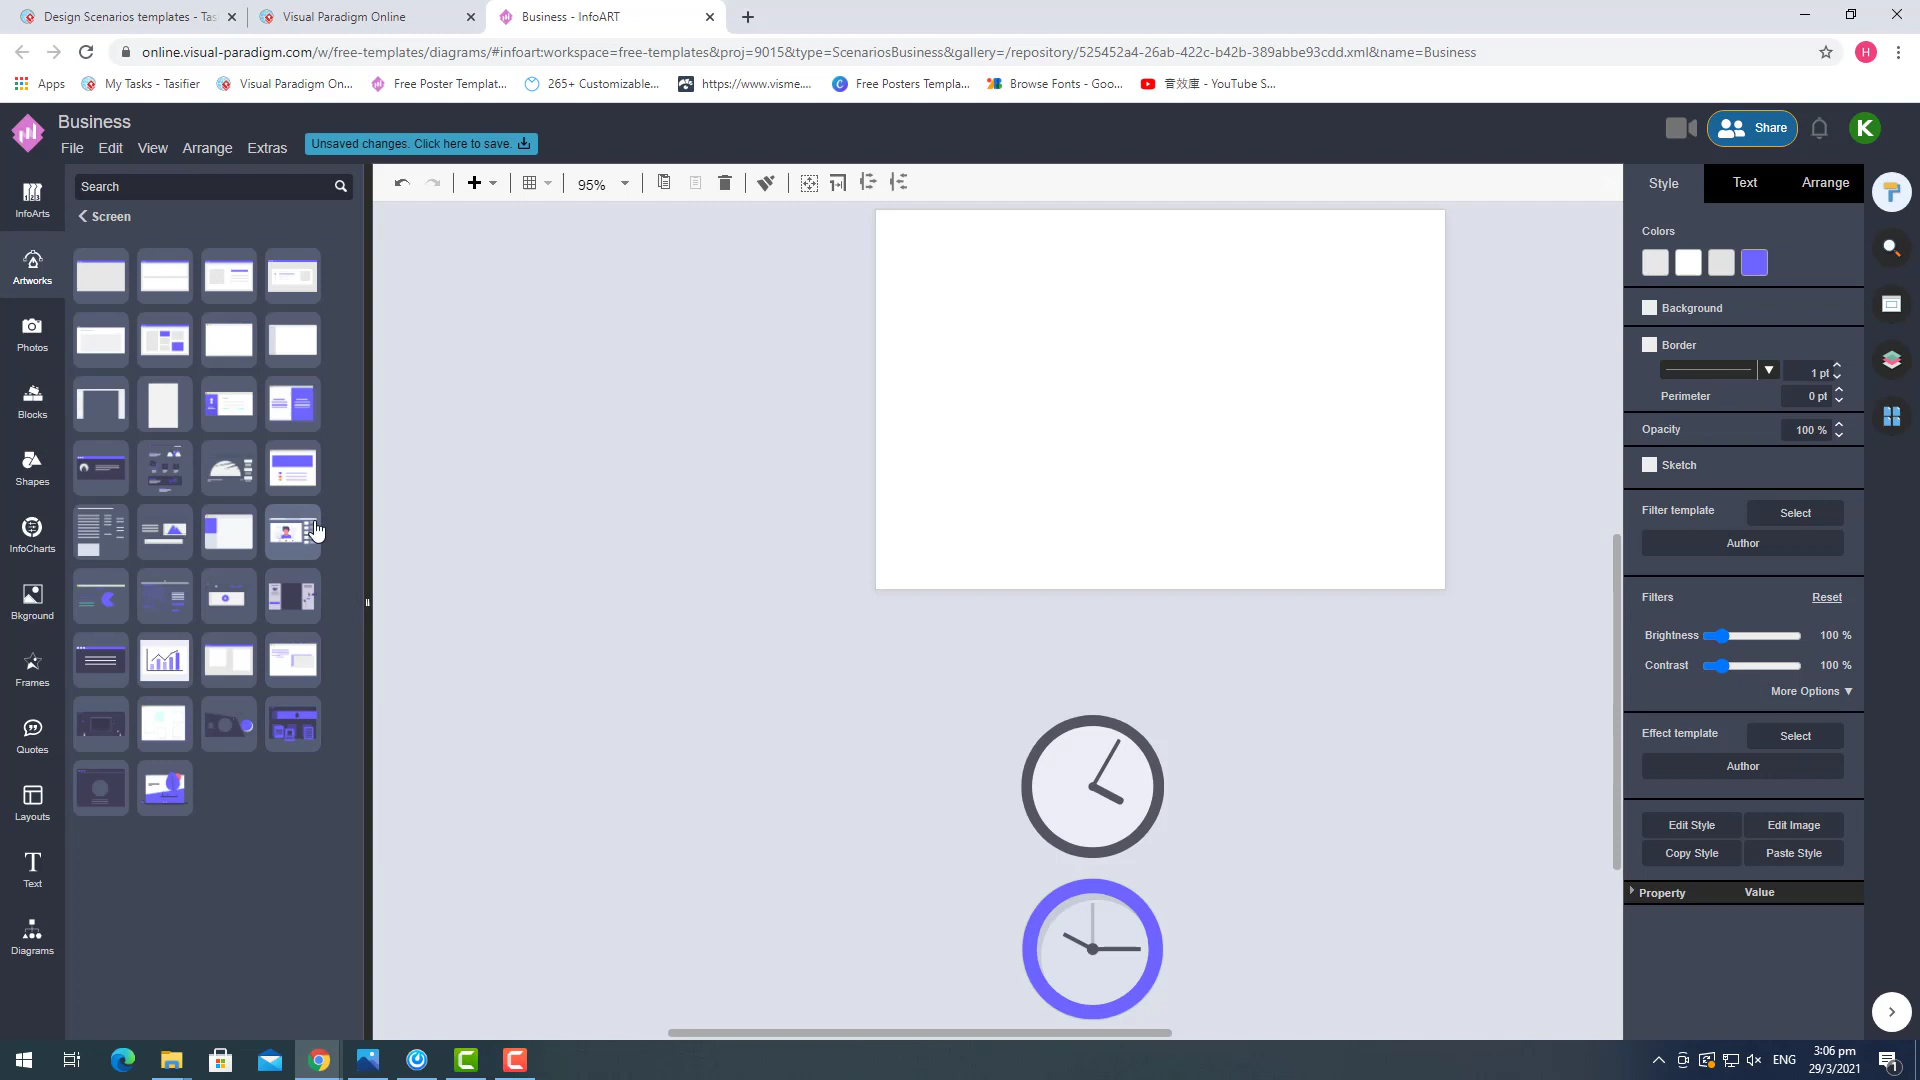 Design Scenarios templates - Tas
Visual Paradigm Online
Business - InfoART
online.visual-paradigm.com/w/free-templates/diagrams/#infoart:workspace=free-templates&proj=9015&type=ScenariosBusiness&gallery=/repository/525452a4-26ab-422c-b42b-389abbe93cdd.xml&name=Business
H
Apps
My Tasks - Tasifier
Visual Paradigm On...
Free Poster Templat...
265+ Customizable...
https://www.visme....
Free Posters Templa...
Browse Fonts - Goo...
音效庫 - YouTube S...
Business
File
Edit
View
Arrange
Extras
Unsaved changes. Click here to save.
Share
K
InfoArts
Artworks
Photos
Blocks
Shapes
InfoCharts
Bkground
Frames
Quotes
Layouts
Text
Diagrams
Search
Screen
95%
Style
Text
Arrange
Colors
Background
Border
1 pt
Perimeter
0 pt
Opacity
100 %
Sketch
Filter template
Select
Author
Filters
Reset
Brightness
100 %
Contrast
100 %
More Options ▼
Effect template
Select
Author
Edit Style
Edit Image
Copy Style
Paste Style
Property
Value
ENG
3:06 pm
29/3/2021
1